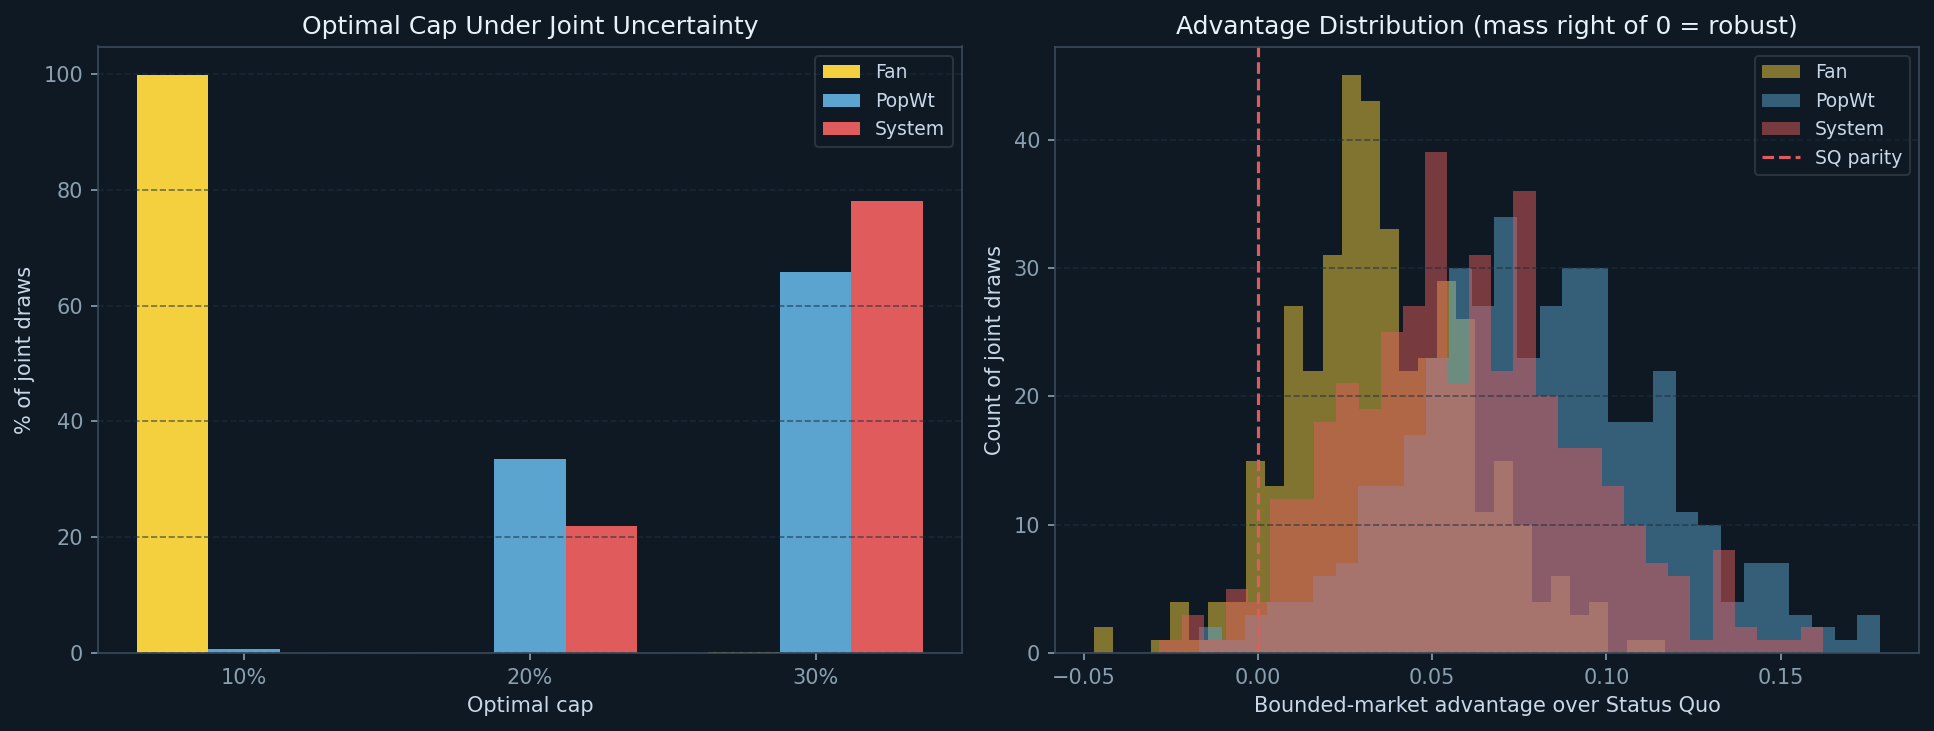 Optimal Cap Under Joint Uncertainty
Fan
PopWt
System
100
80
60
40
20
0
% of joint draws
10%
20%
30%
Optimal cap
Advantage Distribution (mass right of 0 = robust)
Fan
PopWt
System
SQ parity
40
30
20
10
0
Count of joint draws
−0.05
0.00
0.05
0.10
0.15
Bounded-market advantage over Status Quo